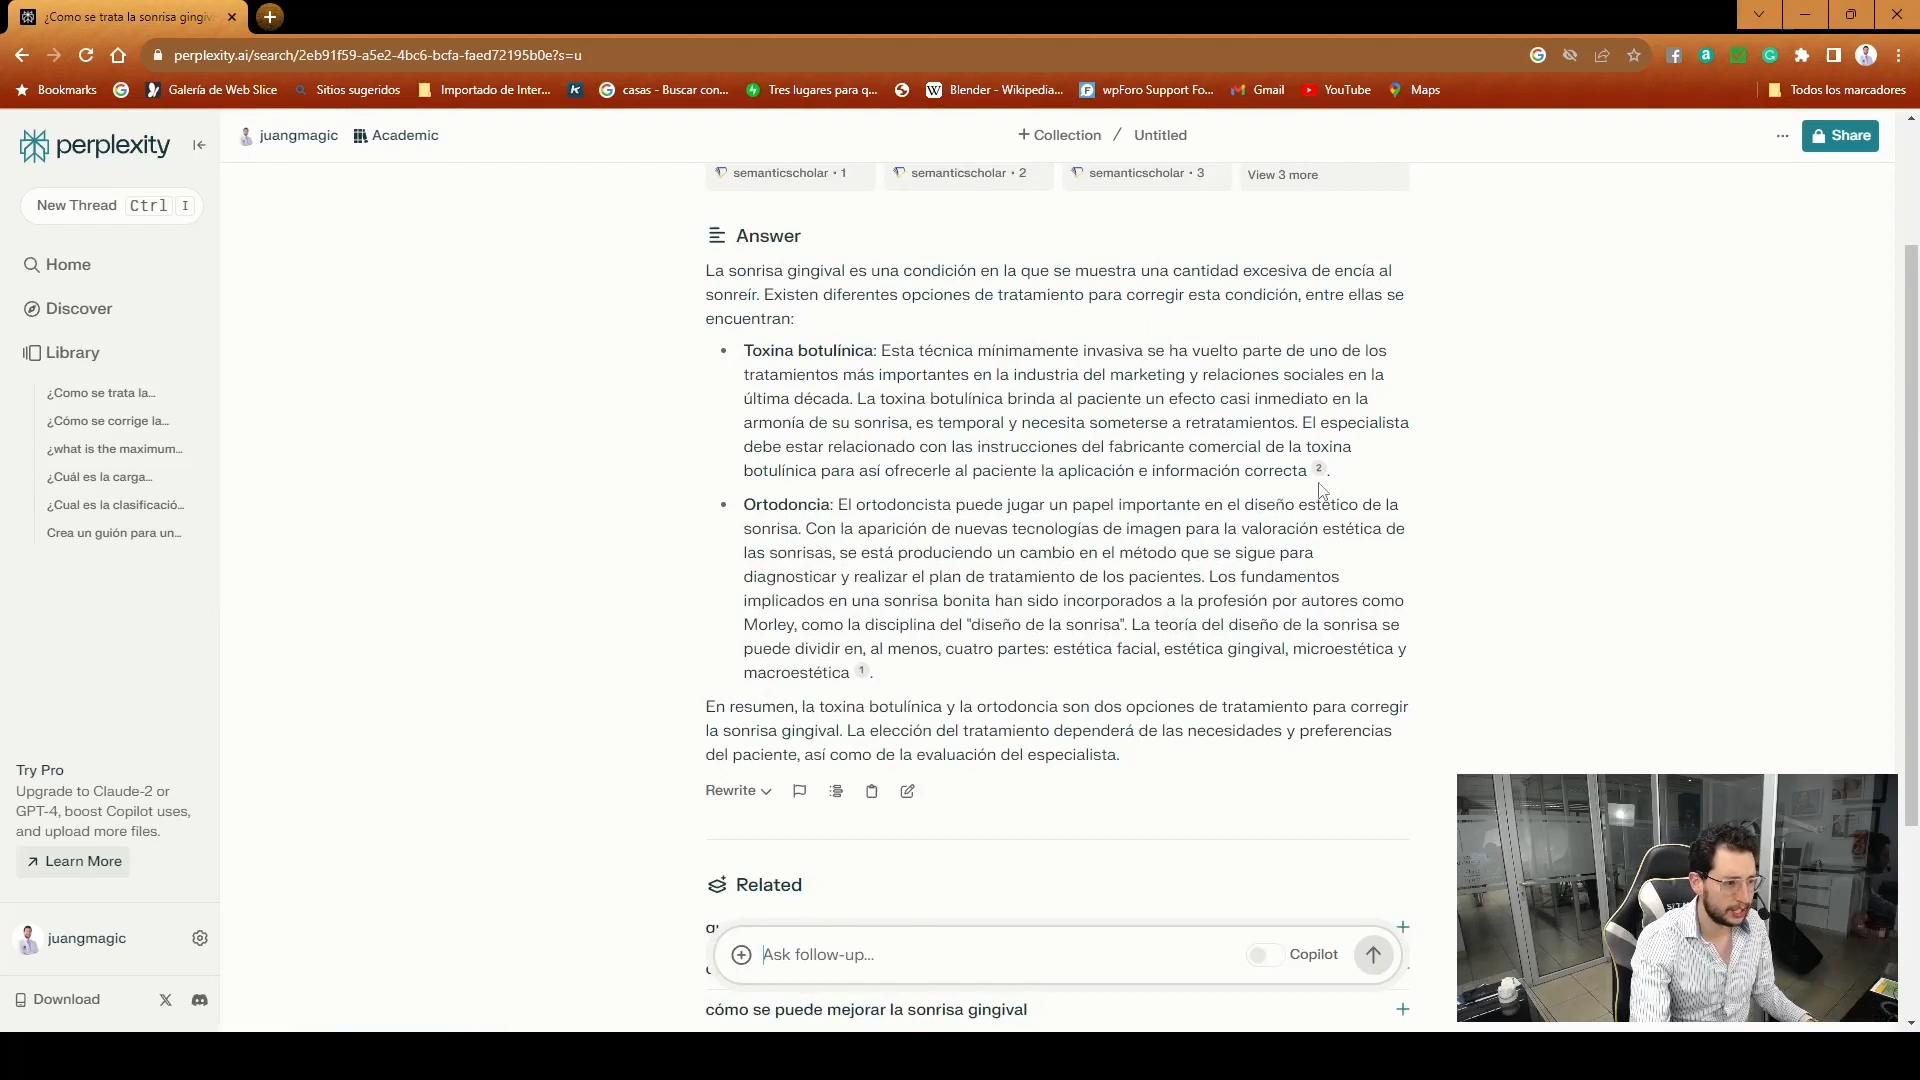 ¿Como se trata la sonrisa gingiv
perplexity.ai/search/2eb91f59-a5e2-4bc6-bcfa-faed72195b0e?s=u
Bookmarks
Galería de Web Slice
Sitios sugeridos
Importado de Inter...
casas - Buscar con...
Tres lugares para q...
Blender - Wikipedia...
wpForo Support Fo...
Gmail
YouTube
Maps
Todos los marcadores
perplexity
New Thread Ctrl I
Home
Discover
Library
¿Como se trata la...
¿Cómo se corrige la...
¿what is the maximum...
¿Cuál es la carga...
¿Cual es la clasificació...
Crea un guión para un...
Try Pro
Upgrade to Claude-2 or
GPT-4, boost Copilot uses,
and upload more files.
Learn More
juangmagic
Download
juangmagic Academic
+ Collection / Untitled
Share
semanticscholar • 1
semanticscholar • 2
semanticscholar • 3
View 3 more
Answer
La sonrisa gingival es una condición en la que se muestra una cantidad excesiva de encía al
sonreír. Existen diferentes opciones de tratamiento para corregir esta condición, entre ellas se
encuentran:
• Toxina botulínica: Esta técnica mínimamente invasiva se ha vuelto parte de uno de los
tratamientos más importantes en la industria del marketing y relaciones sociales en la
última década. La toxina botulínica brinda al paciente un efecto casi inmediato en la
armonía de su sonrisa, es temporal y necesita someterse a retratamientos. El especialista
debe estar relacionado con las instrucciones del fabricante comercial de la toxina
botulínica para así ofrecerle al paciente la aplicación e información correcta 2.
• Ortodoncia: El ortodoncista puede jugar un papel importante en el diseño estético de la
sonrisa. Con la aparición de nuevas tecnologías de imagen para la valoración estética de
las sonrisas, se está produciendo un cambio en el método que se sigue para
diagnosticar y realizar el plan de tratamiento de los pacientes. Los fundamentos
implicados en una sonrisa bonita han sido incorporados a la profesión por autores como
Morley, como la disciplina del "diseño de la sonrisa". La teoría del diseño de la sonrisa se
puede dividir en, al menos, cuatro partes: estética facial, estética gingival, microestética y
macroestética 1.
En resumen, la toxina botulínica y la ortodoncia son dos opciones de tratamiento para corregir
la sonrisa gingival. La elección del tratamiento dependerá de las necesidades y preferencias
del paciente, así como de la evaluación del especialista.
Rewrite
Related
Ask follow-up...
Copilot
cómo se puede mejorar la sonrisa gingival